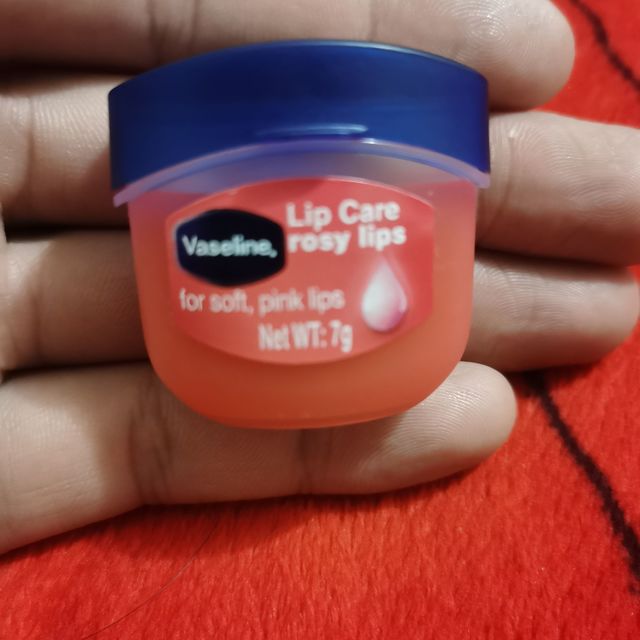 Lip Care
Vaseline, rosy lips
for soft, pink lips
Net WT: 7g